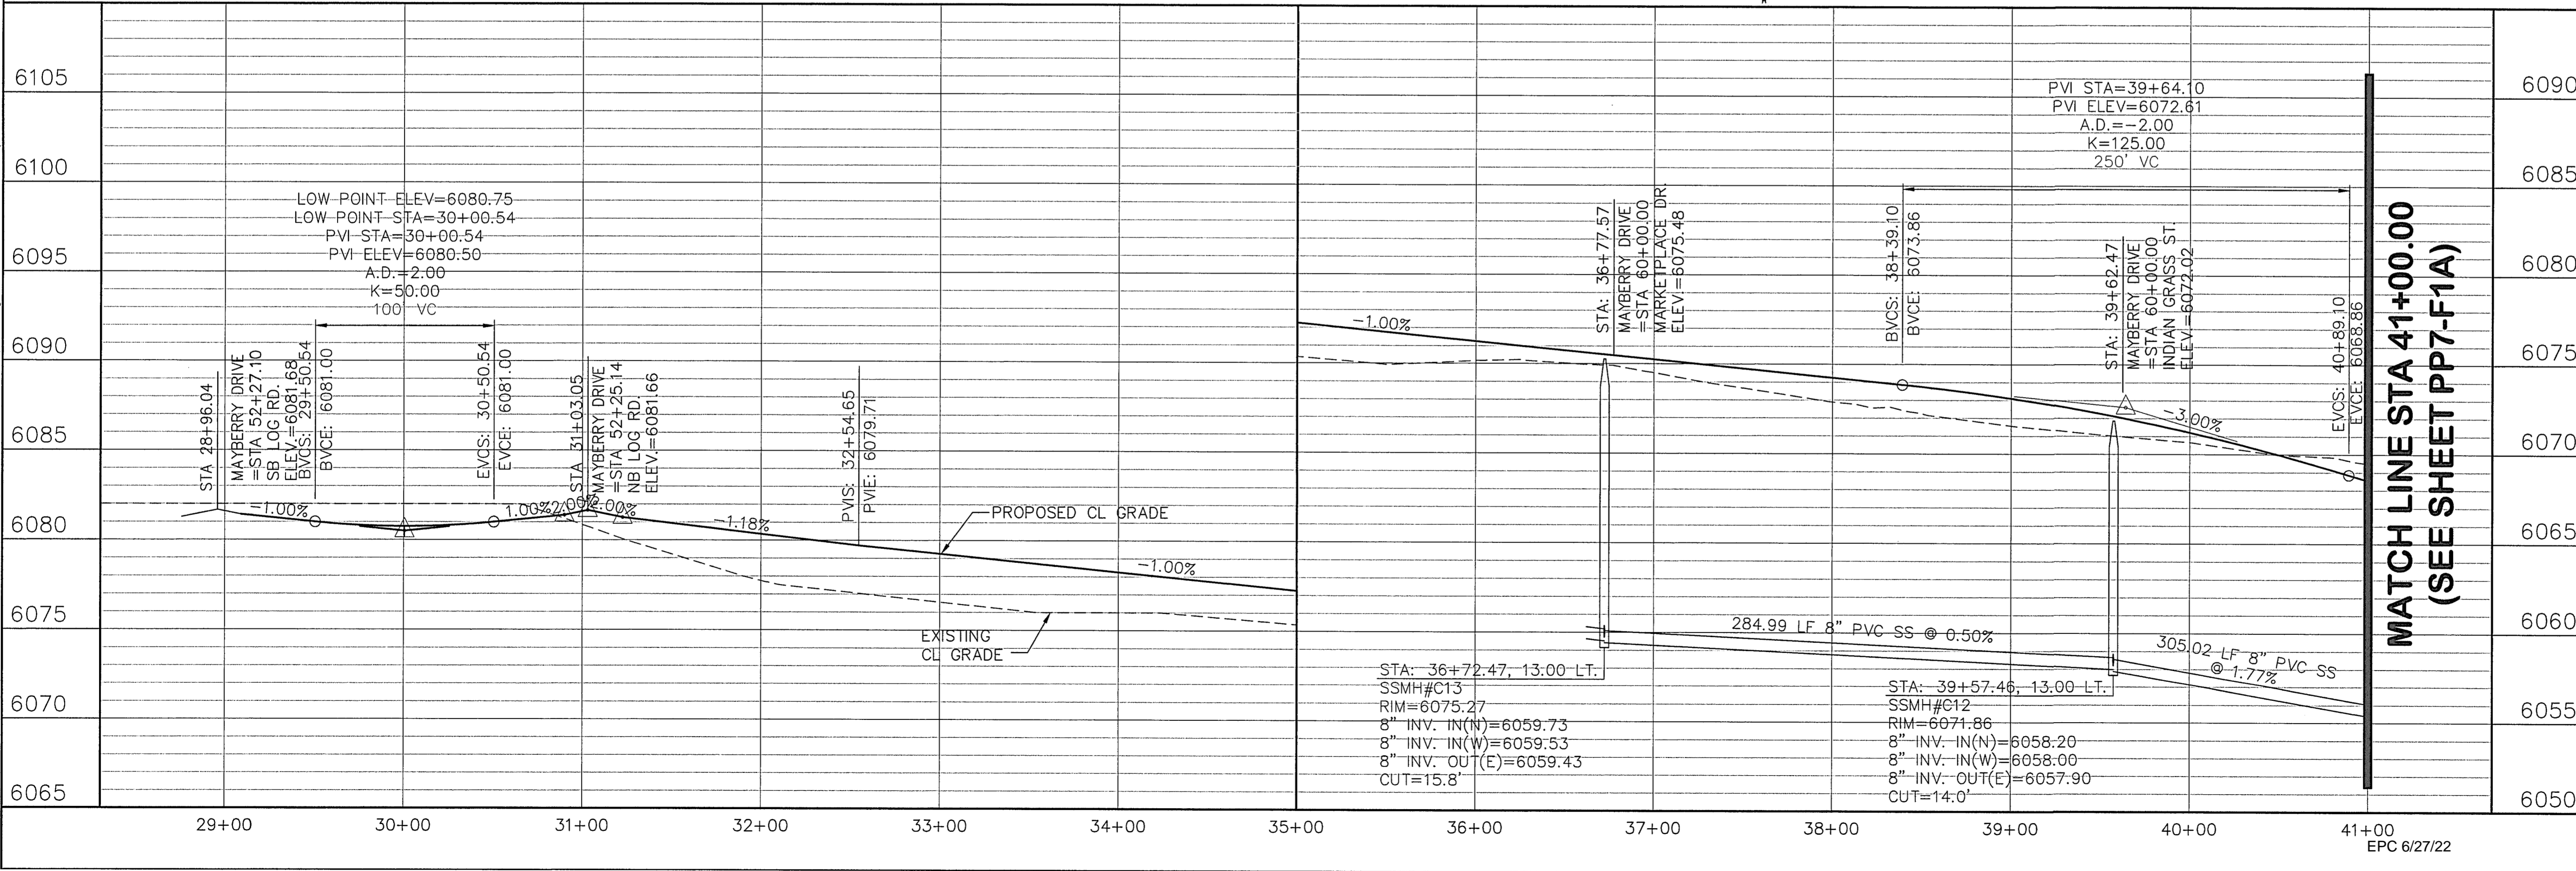 6105
6100
6095
6090
6085
6080
6075
6070
6065
LOW POINT ELEV=6080.75
LOW POINT STA=30+00.54
PVI STA=30+00.54
PVI ELEV=6080.50
A.D.=2.00
K=50.00
100' VC
STA 28+96.04
MAYBERRY DRIVE
=STA 52+27.10
SB LOG RD.
ELEV.=6081.68
BVCS: 29+50.54
BVCE: 6081.00
EVCS: 30+50.54
EVCE: 6081.00
STA 31+03.05
MAYBERRY DRIVE
=STA 52+25.14
NB LOG RD.
ELEV.=6081.66
PVIS: 32+54.65
PVIE: 6079.71
-1.00%
1.00%
2.00%
-2.00%
-1.18%
PROPOSED CL GRADE
-1.00%
EXISTING
CL GRADE
-1.00%
STA: 36+77.57
MAYBERRY DRIVE
=STA 60+00.00
MARKETPLACE DR.
ELEV=6075.48
BVCS: 38+39.10
BVCE: 6073.86
PVI STA=39+64.10
PVI ELEV=6072.61
A.D.=-2.00
K=125.00
250' VC
STA: 39+62.47
MAYBERRY DRIVE
=STA 60+00.00
INDIAN GRASS ST.
ELEV=6072.02
-3.00%
EVCS: 40+89.10
EVCE: 6068.86
284.99 LF 8" PVC SS @ 0.50%
305.02 LF 8" PVC SS
@ 1.77%
STA: 36+72.47, 13.00 LT.
SSMH#C13
RIM=6075.27
8" INV. IN(N)=6059.73
8" INV. IN(W)=6059.53
8" INV. OUT(E)=6059.43
CUT=15.8'
STA: 39+57.46, 13.00 LT.
SSMH#C12
RIM=6071.86
8" INV. IN(N)=6058.20
8" INV. IN(W)=6058.00
8" INV. OUT(E)=6057.90
CUT=14.0'
MATCH LINE STA 41+00.00
(SEE SHEET PP7-F1A)
6090
6085
6080
6075
6070
6065
6060
6055
6050
29+00
30+00
31+00
32+00
33+00
34+00
35+00
36+00
37+00
38+00
39+00
40+00
41+00
EPC 6/27/22